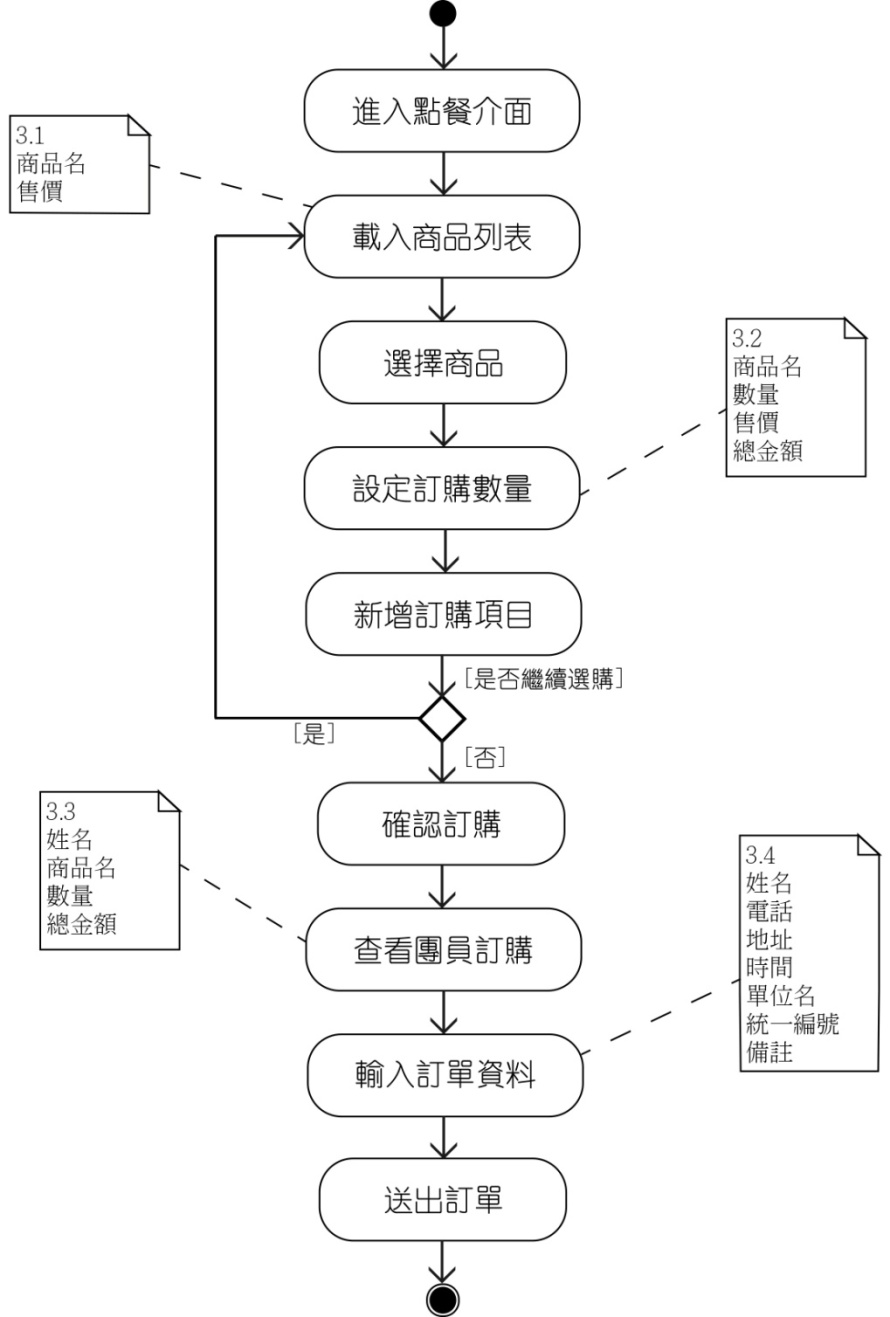 進入點餐介面
3.1
商品名
售價
載入商品列表
選擇商品
3.2
商品名
數量
售價
總金額
設定訂購數量
新增訂購項目
[是否繼續選購]
[是]
[否]
確認訂購
3.3
姓名
商品名
數量
總金額
查看團員訂購
3.4
姓名
電話
地址
時間
單位名
統一編號
備註
輸入訂單資料
送出訂單